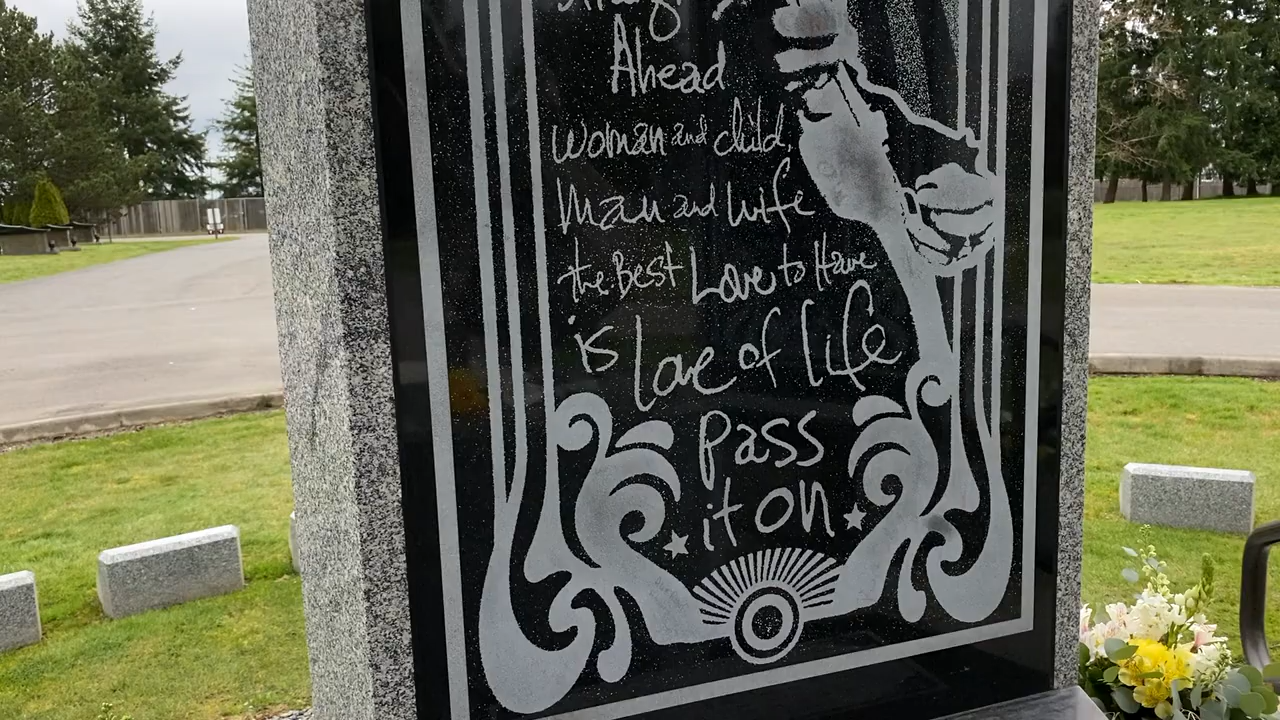 Ahead
Woman and child,
Man and wife
the Best Love to Have
is Love of Life
Pass
it on